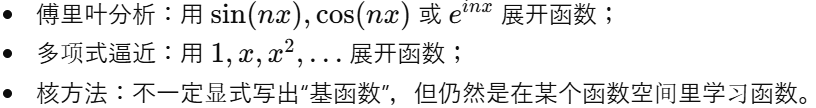 • 傅里叶分析：用 sin(nx), cos(nx) 或 e^{inx} 展开函数；
• 多项式逼近：用 1, x, x², … 展开函数；
• 核方法：不一定显式写出“基函数”，但仍然是在某个函数空间里学习函数。